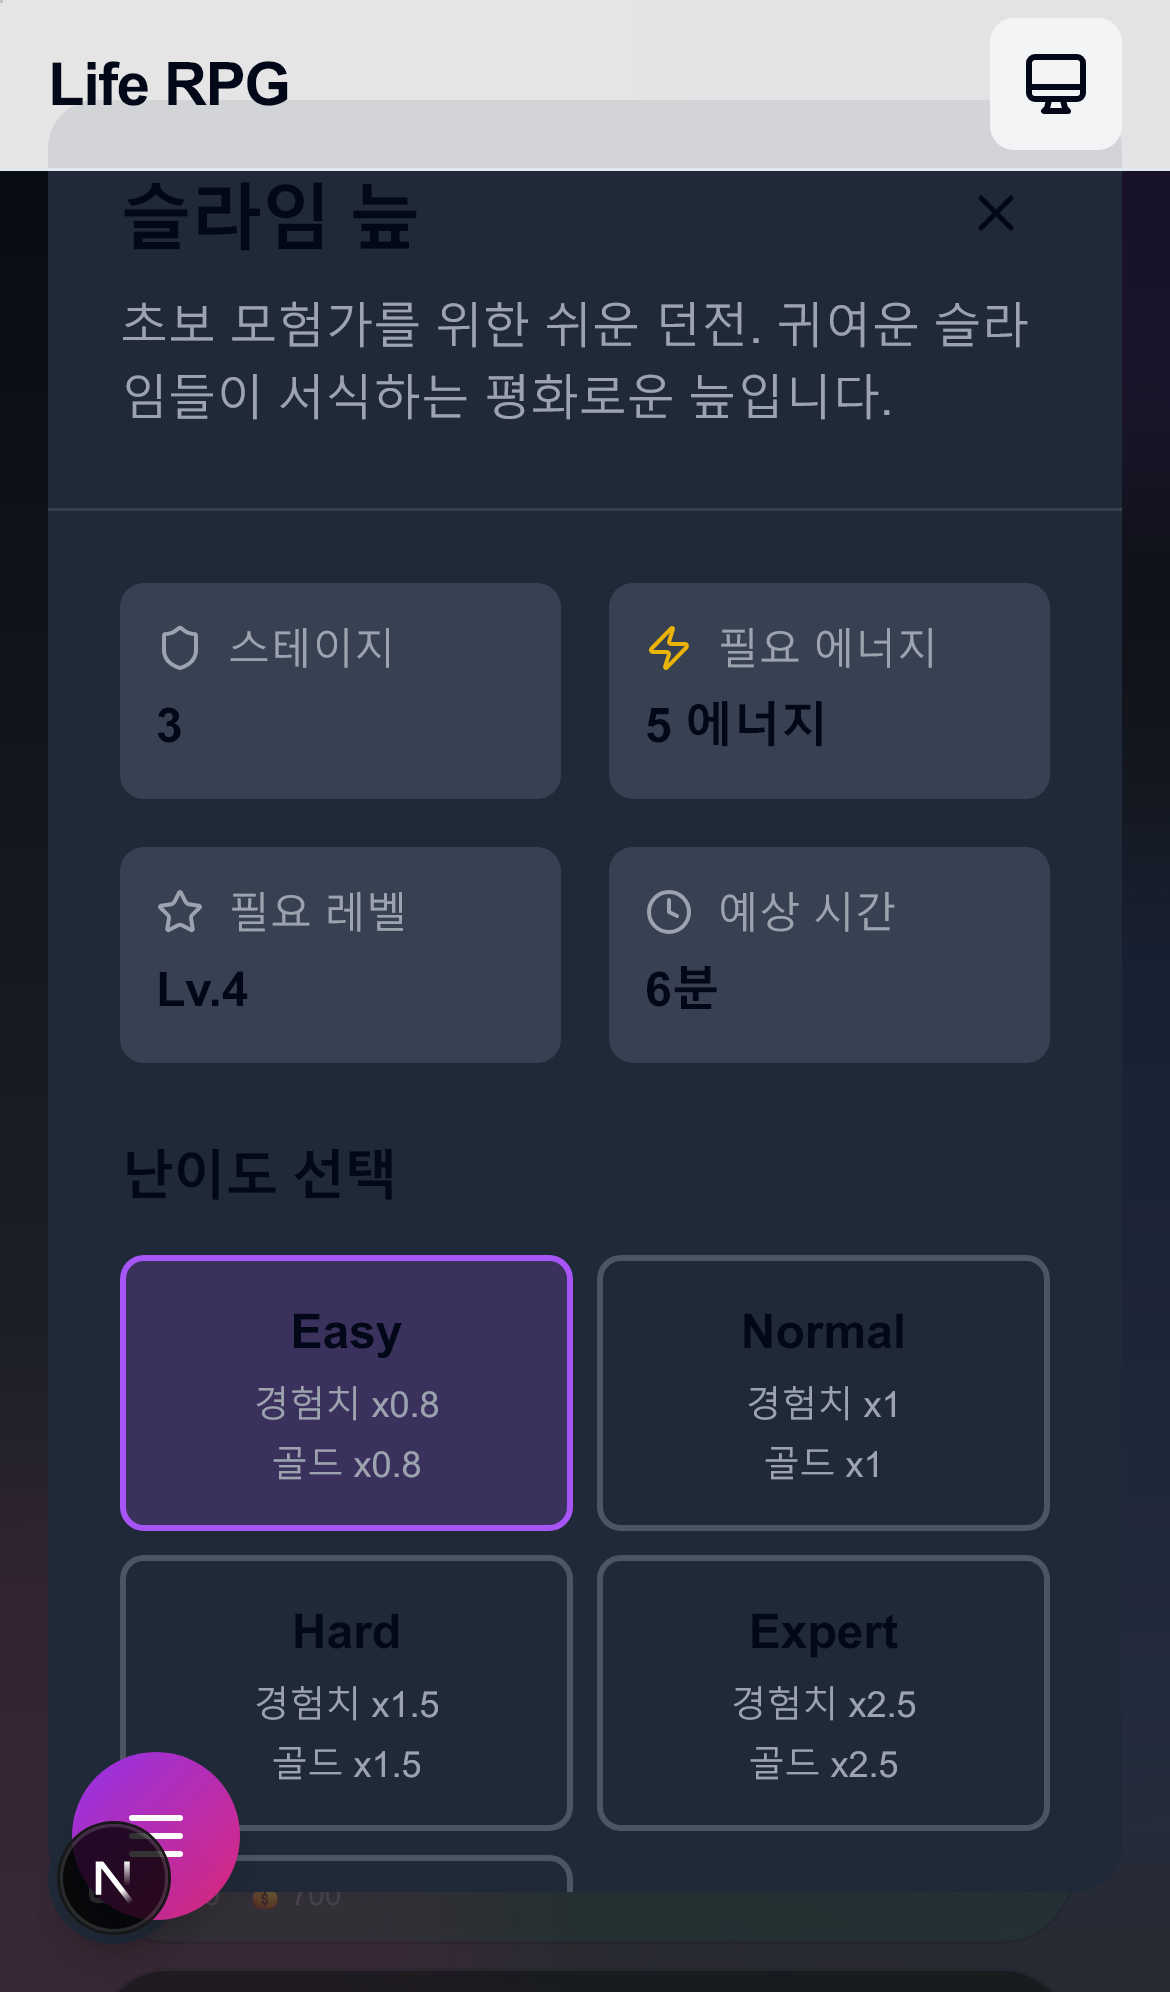 Life RPG
슬라임 늪
초보 모험가를 위한 쉬운 던전. 귀여운 슬라
임들이 서식하는 평화로운 늪입니다.
스테이지
3
필요 에너지
5 에너지
필요 레벨
Lv.4
예상 시간
6분
난이도 선택
Easy
경험치 x0.8
골드 x0.8
Normal
경험치 x1
골드 x1
Hard
경험치 x1.5
골드 x1.5
Expert
경험치 x2.5
골드 x2.5
N
700